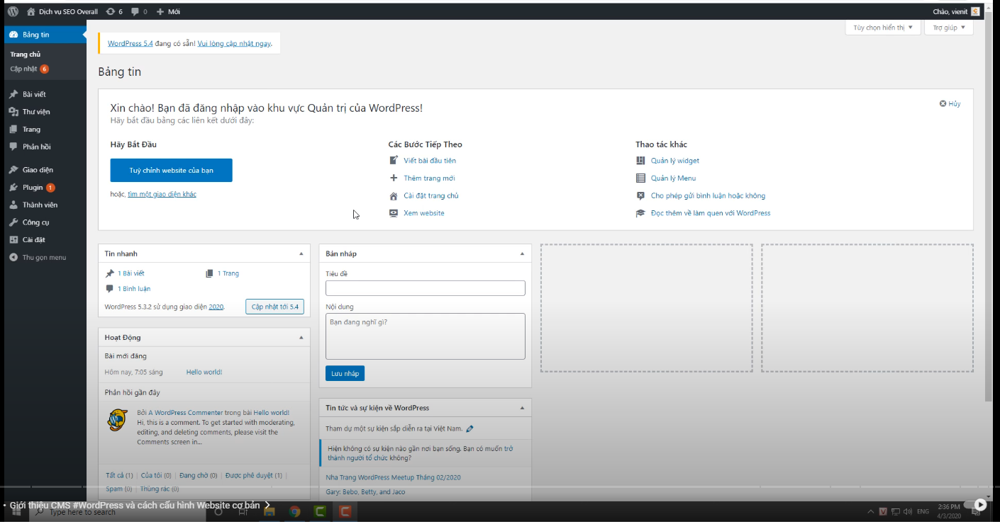 Dịch vụ SEO Overall 6 0 Mới
Chào, vienit
Bảng tin
Trang chủ
Cập nhật 6
Bài viết
Thư viện
Trang
Phản hồi
Giao diện
Plugin 1
Thành viên
Công cụ
Cài đặt
Thu gọn menu
Tùy chọn hiển thị
Trợ giúp
WordPress 5.4 đang có sẵn! Vui lòng cập nhật ngay.
Bảng tin
Xin chào! Bạn đã đăng nhập vào khu vực Quản trị của WordPress!
Hủy
Hãy bắt đầu bằng các liên kết dưới đây:
Hãy Bắt Đầu
Tuỳ chỉnh website của bạn
hoặc, tìm một giao diện khác
Các Bước Tiếp Theo
Viết bài đầu tiên
Thêm trang mới
Cài đặt trang chủ
Xem website
Thao tác khác
Quản lý widget
Quản lý Menu
Cho phép gửi bình luận hoặc không
Đọc thêm về làm quen với WordPress
Tin nhanh
1 Bài viết
1 Trang
1 Bình luận
WordPress 5.3.2 sử dụng giao diện 2020.
Cập nhật tới 5.4
Hoạt Động
Bài mới đăng
Hôm nay, 7:05 sáng Hello world!
Phản hồi gần đây
Bởi A WordPress Commenter trong bài Hello world!
Hi, this is a comment. To get started with moderating,
editing, and deleting comments, please visit the
Comments screen in...
Tất cả (1) | Của tôi (0) | Đang chờ (0) | Được phê duyệt (1) |
Spam (0) | Thùng rác (0)
Bản nháp
Tiêu đề
Nội dung
Bạn đang nghĩ gì?
Lưu nháp
Tin tức và sự kiện về WordPress
Tham dự một sự kiện sắp diễn ra tại Việt Nam.
Hiện không có sự kiện nào gần nơi bạn sống. Bạn có muốn trở
thành người tổ chức không?
Nha Trang WordPress Meetup Tháng 02/2020
Gary: Bebo, Betty, and Jaco
• Giới thiệu CMS #WordPress và cách cấu hình Website cơ bản
Type here to search
ENG
2:36 PM
4/3/2020